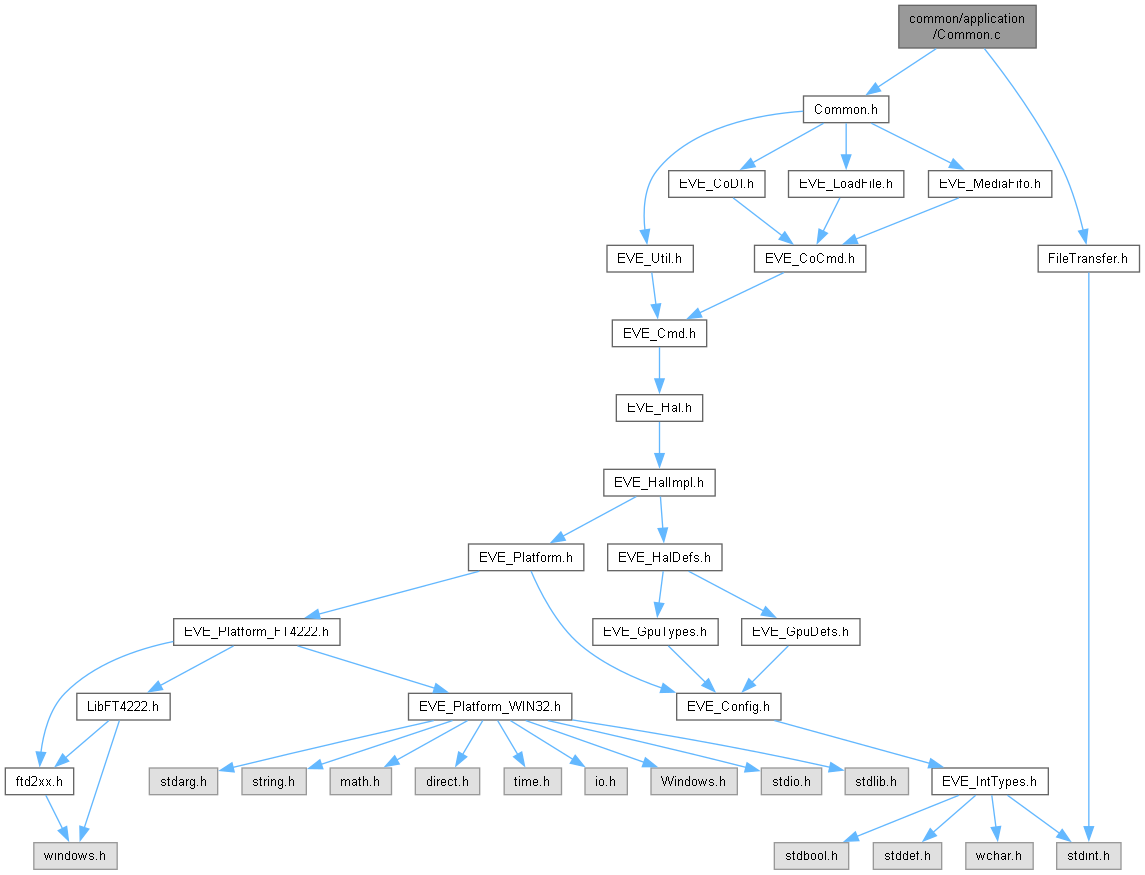 common/application
/Common.c
Common.h
EVE_CoDl.h
EVE_LoadFile.h
EVE_MediaFifo.h
EVE_Util.h
EVE_CoCmd.h
FileTransfer.h
EVE_Cmd.h
EVE_Hal.h
EVE_HalImpl.h
EVE_Platform.h
EVE_HalDefs.h
EVE_Platform_FT4222.h
EVE_GpuTypes.h
EVE_GpuDefs.h
LibFT4222.h
EVE_Platform_WIN32.h
EVE_Config.h
ftd2xx.h
stdarg.h
string.h
math.h
direct.h
time.h
io.h
Windows.h
stdio.h
stdlib.h
EVE_IntTypes.h
windows.h
stdbool.h
stddef.h
wchar.h
stdint.h